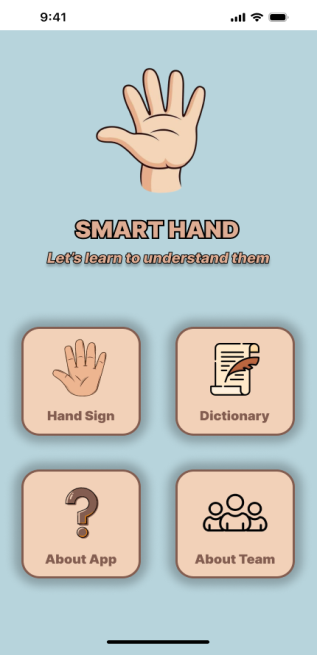 9:41
SMART HAND
Let's learn to understand them
Hand Sign
Dictionary
About App
About Team